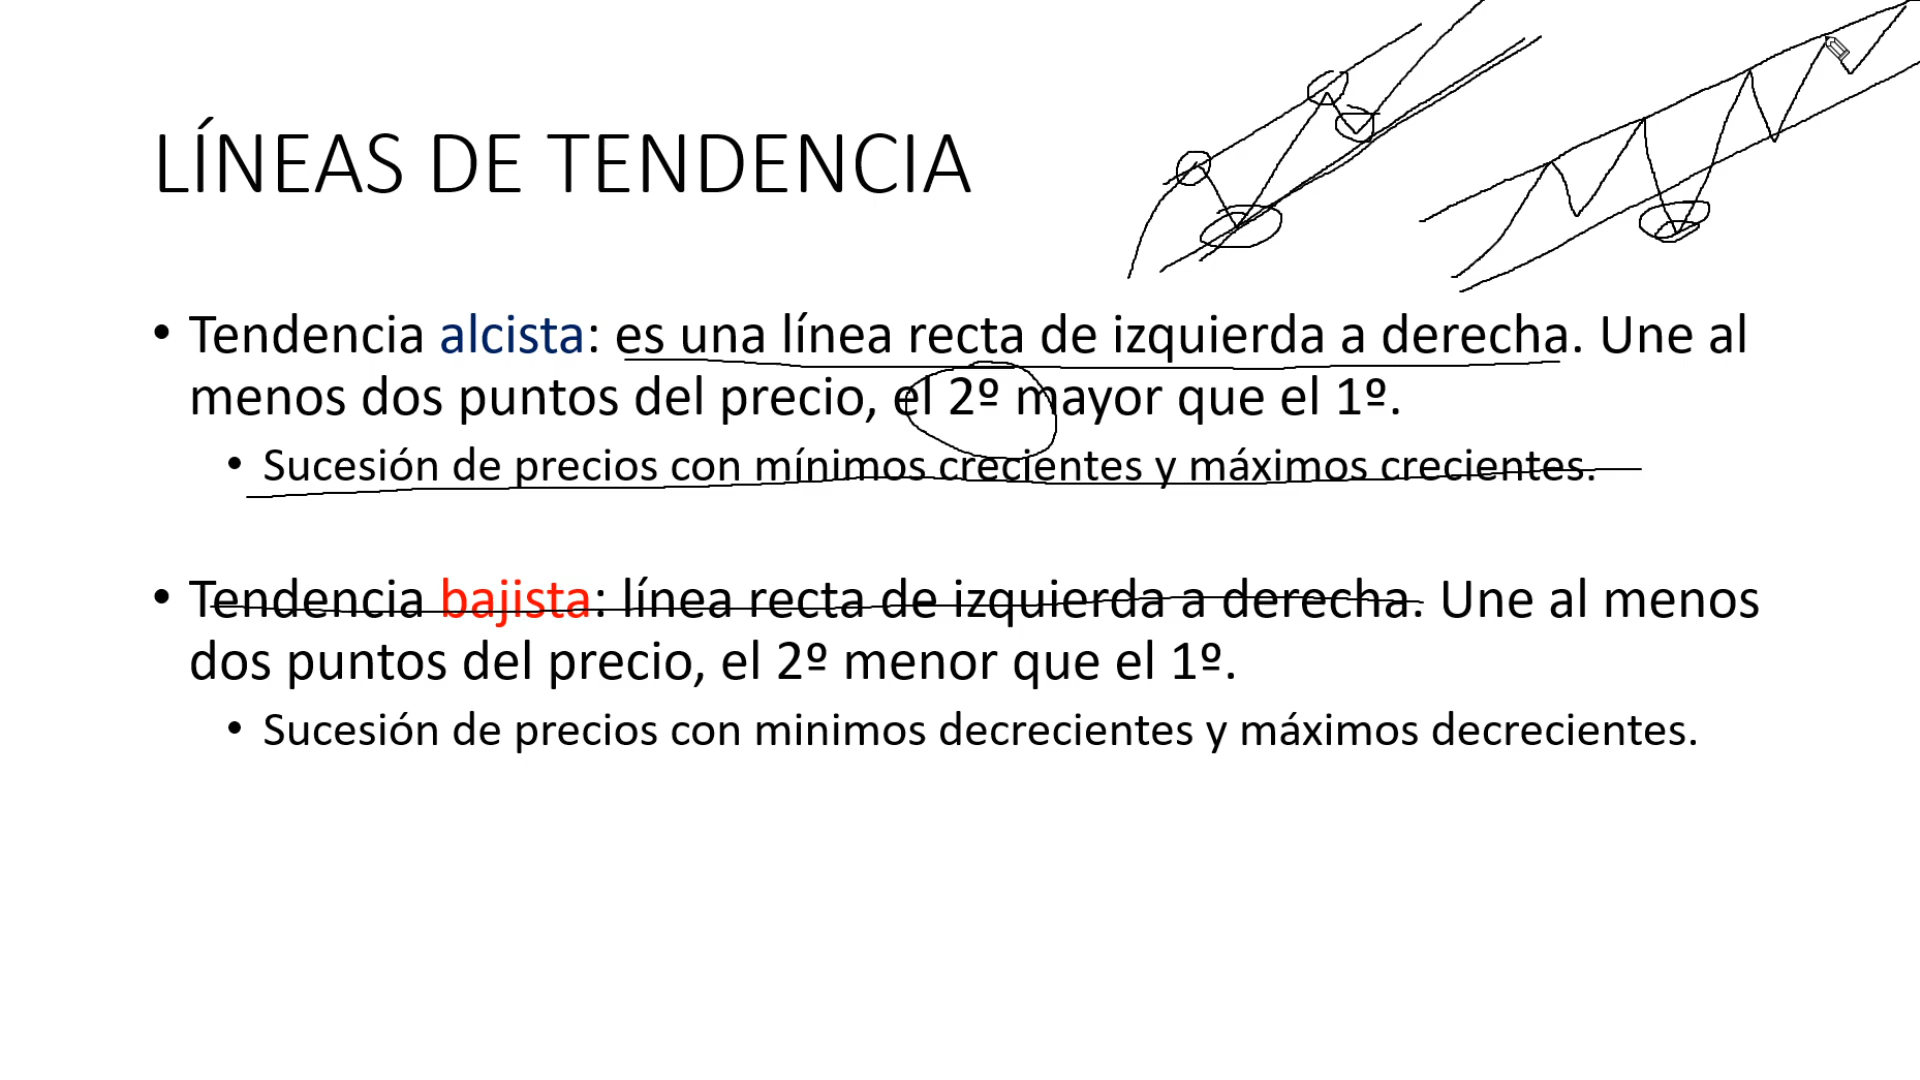 LÍNEAS DE TENDENCIA
• Tendencia alcista: es una línea recta de izquierda a derecha. Une al
menos dos puntos del precio, el 2º mayor que el 1º.
• Sucesión de precios con mínimos crecientes y máximos crecientes.
• Tendencia bajista: línea recta de izquierda a derecha. Une al menos
dos puntos del precio, el 2º menor que el 1º.
• Sucesión de precios con minimos decrecientes y máximos decrecientes.